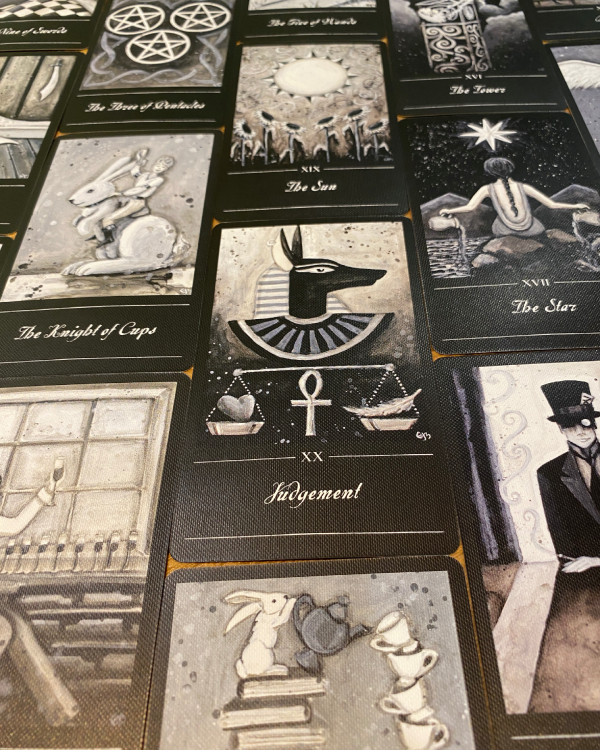 Nine of Swords
The Five of Wands
The Three of Pentacles
XVI
The Tower
XIX
The Sun
XVII
The Star
The Knight of Cups
XX
Judgement